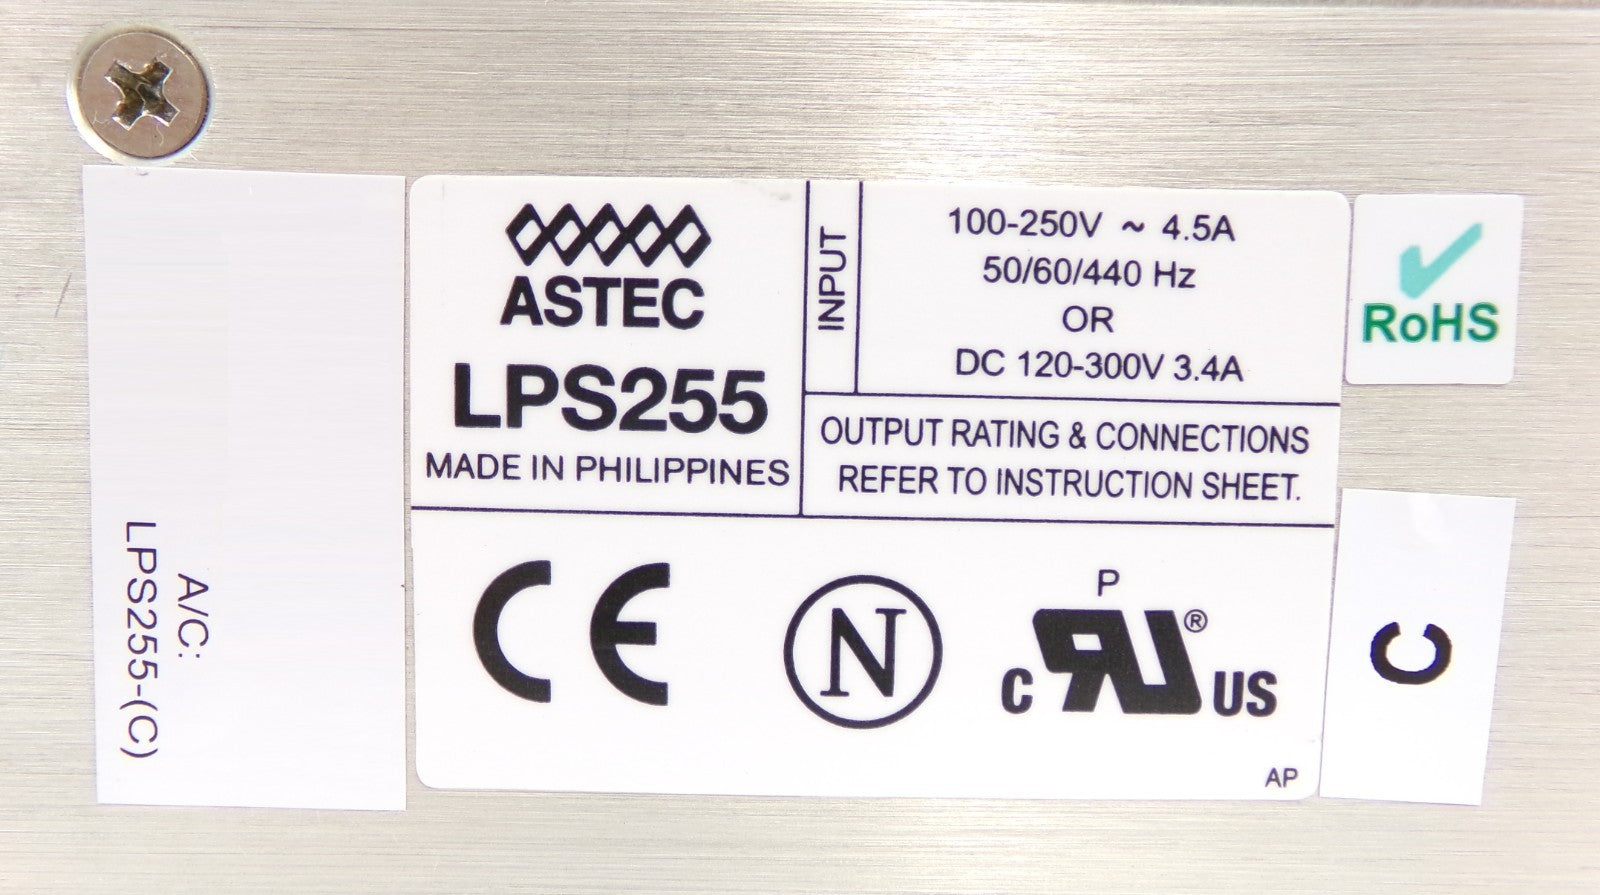 A/C:
LPS255-(C)
ASTEC
LPS255
MADE IN PHILIPPINES
INPUT
100-250V ~ 4.5A
50/60/440 Hz
OR
DC 120-300V 3.4A
OUTPUT RATING & CONNECTIONS
REFER TO INSTRUCTION SHEET.
CE
N
P
C RU® US
AP
RoHS
C